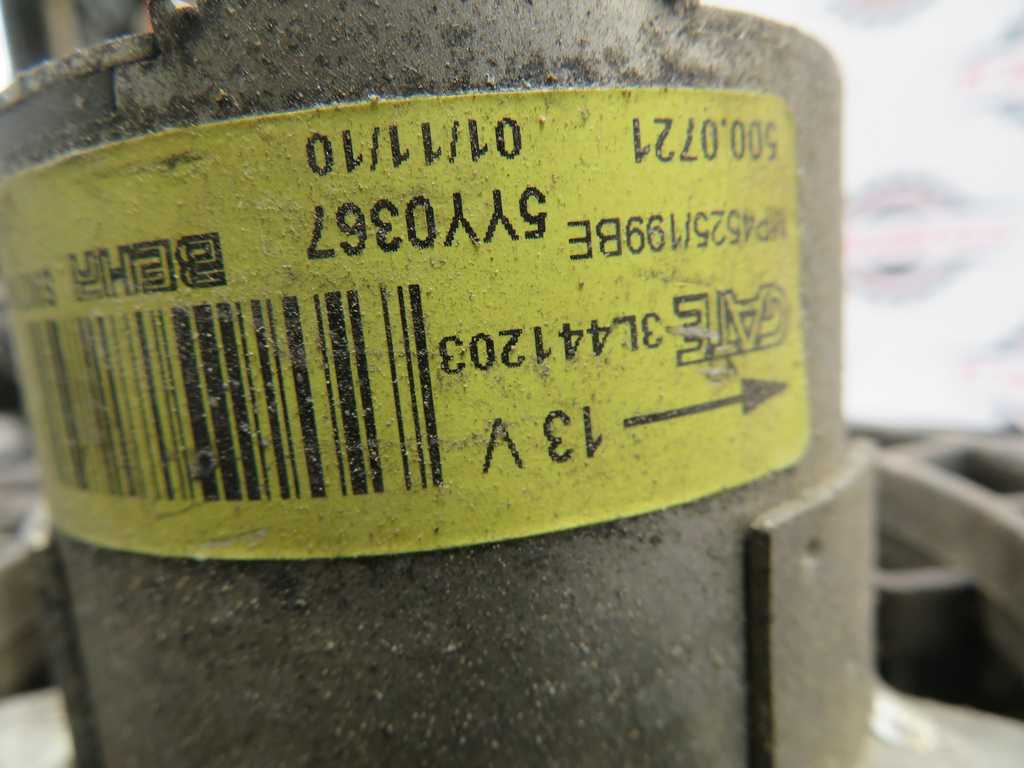 13 V
GATE 3L441203
MP4525/199BE 5YY0367 BEHR
500.0721 01/11/10